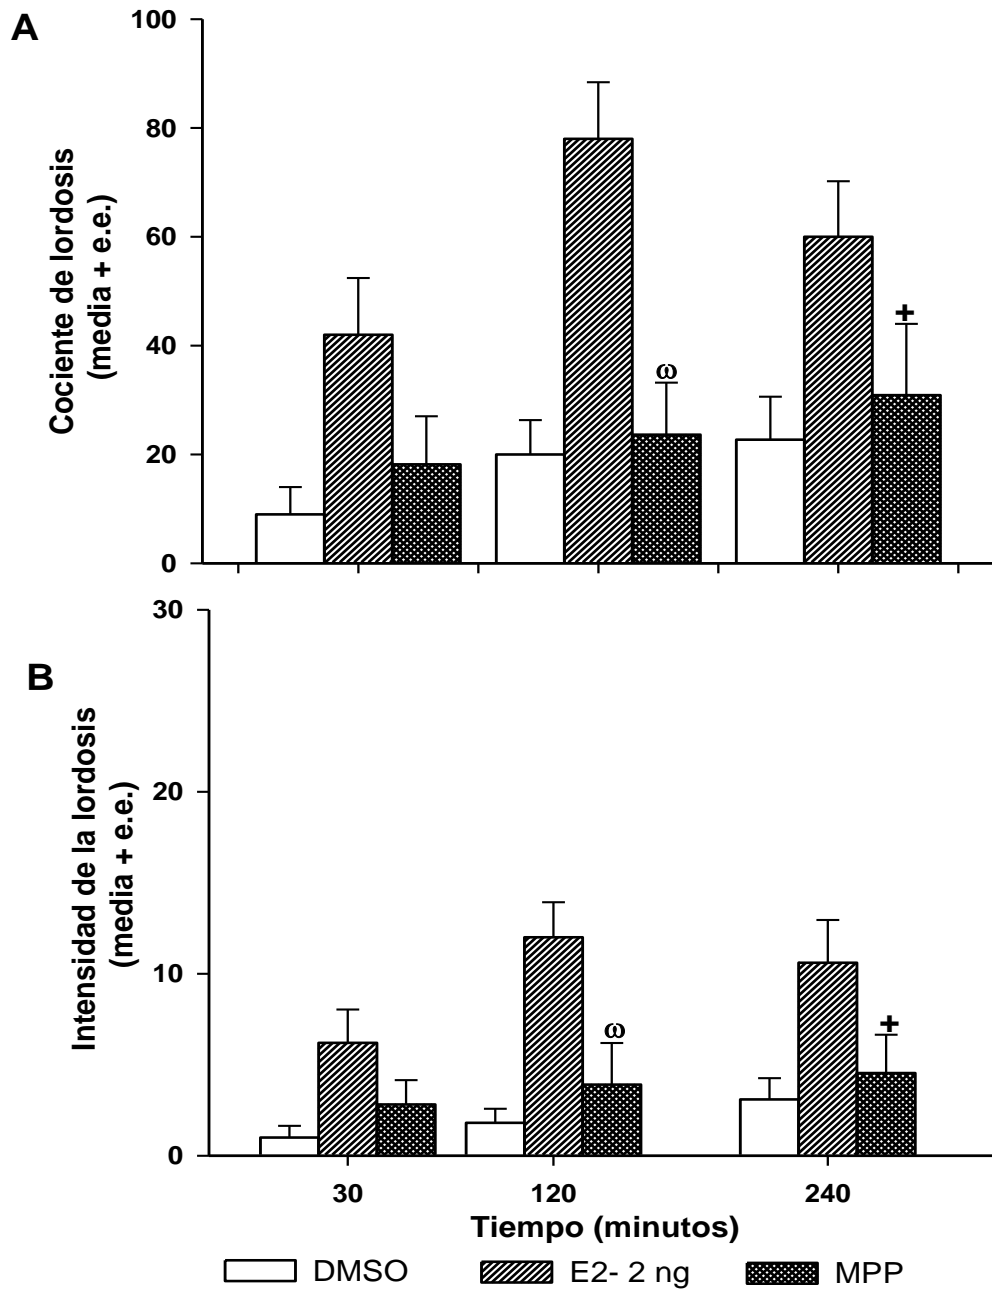 A
Cociente de lordosis
(media + e.e.)
100
80
60
40
20
0
ω
+
B
Intensidad de la lordosis
(media + e.e.)
30
20
10
0
ω
+
30 120 240
Tiempo (minutos)
DMSO E2- 2 ng MPP